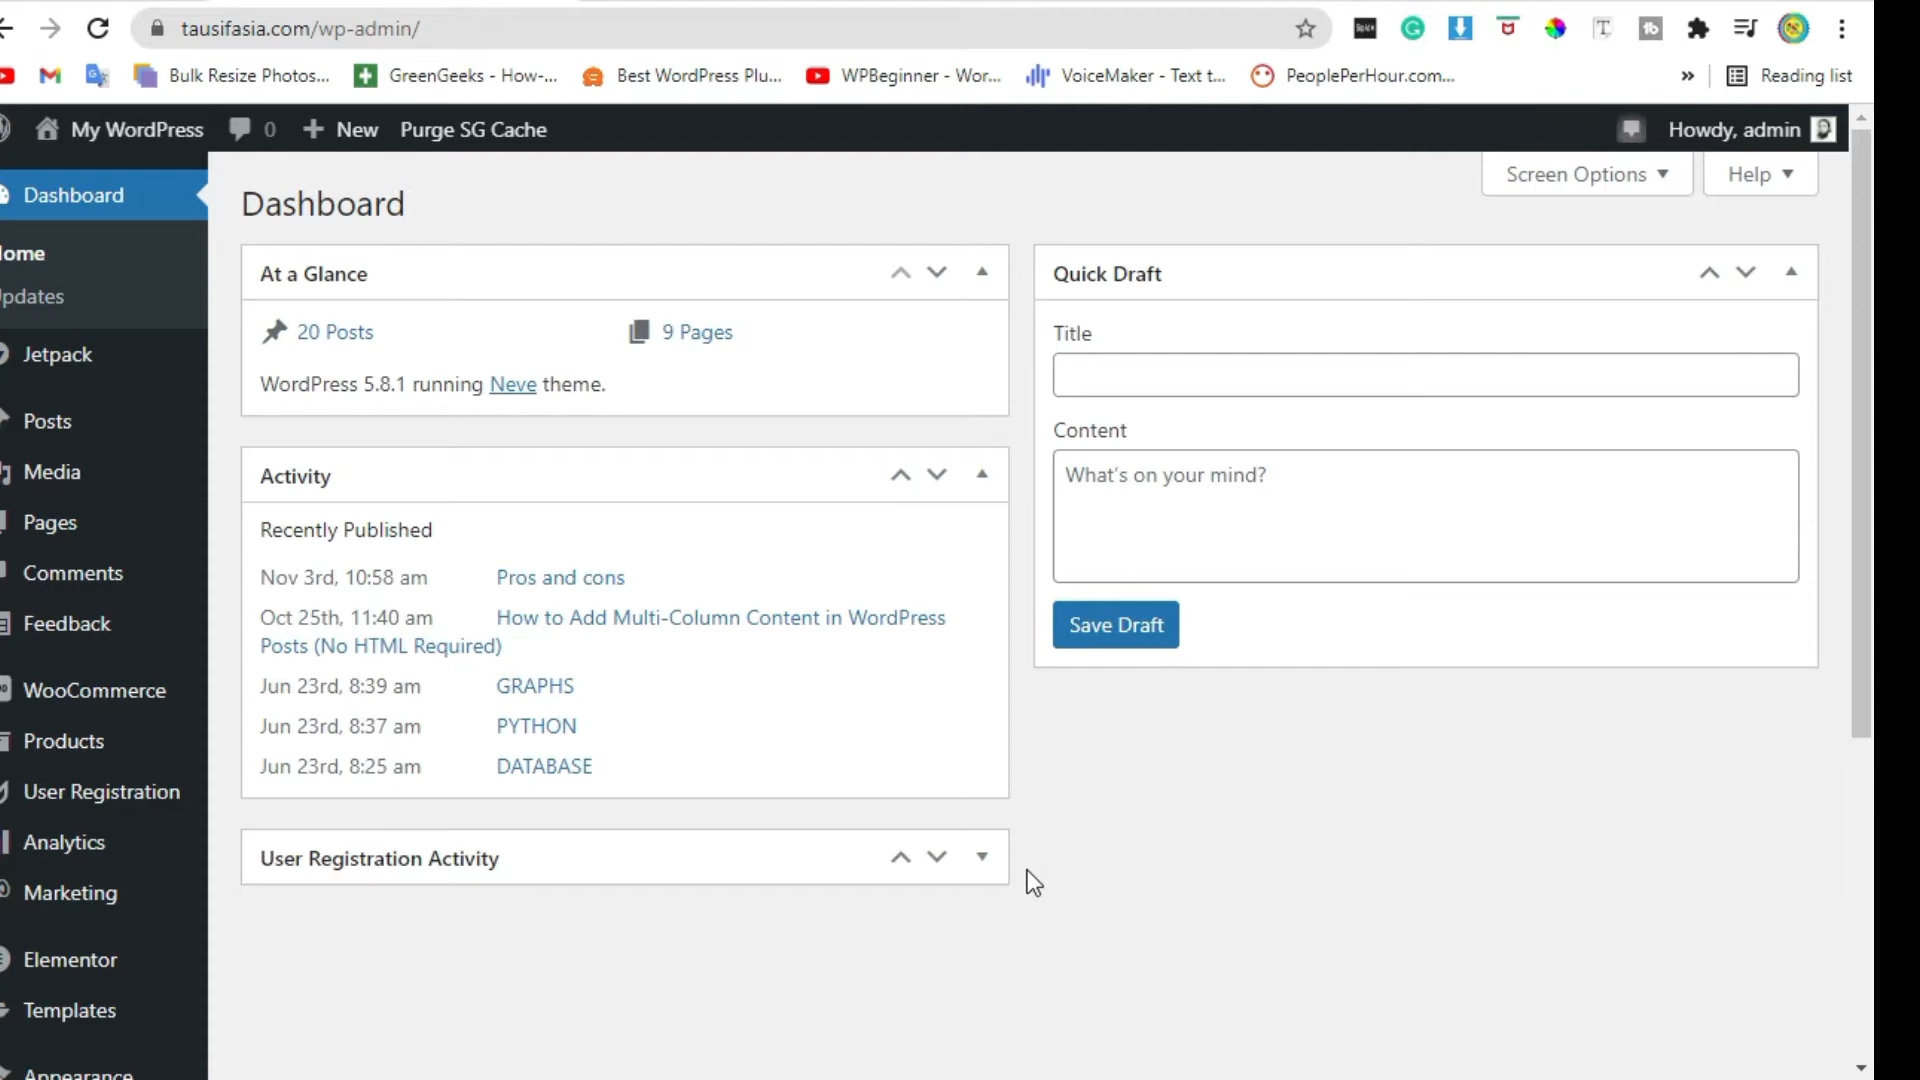 tausifasia.com/wp-admin/
Bulk Resize Photos... GreenGeeks - How-... Best WordPress Plu... WPBeginner - Wor... VoiceMaker - Text t... PeoplePerHour.com... » Reading list
My WordPress 0 + New Purge SG Cache Howdy, admin
Screen Options Help
Dashboard
ome
pdates
Jetpack
Posts
Media
Pages
Comments
Feedback
WooCommerce
Products
User Registration
Analytics
Marketing
Elementor
Templates
Appearance
Dashboard
At a Glance
20 Posts 9 Pages
WordPress 5.8.1 running Neve theme.
Activity
Recently Published
Nov 3rd, 10:58 am Pros and cons
Oct 25th, 11:40 am How to Add Multi-Column Content in WordPress
Posts (No HTML Required)
Jun 23rd, 8:39 am GRAPHS
Jun 23rd, 8:37 am PYTHON
Jun 23rd, 8:25 am DATABASE
User Registration Activity
Quick Draft
Title
Content
What's on your mind?
Save Draft